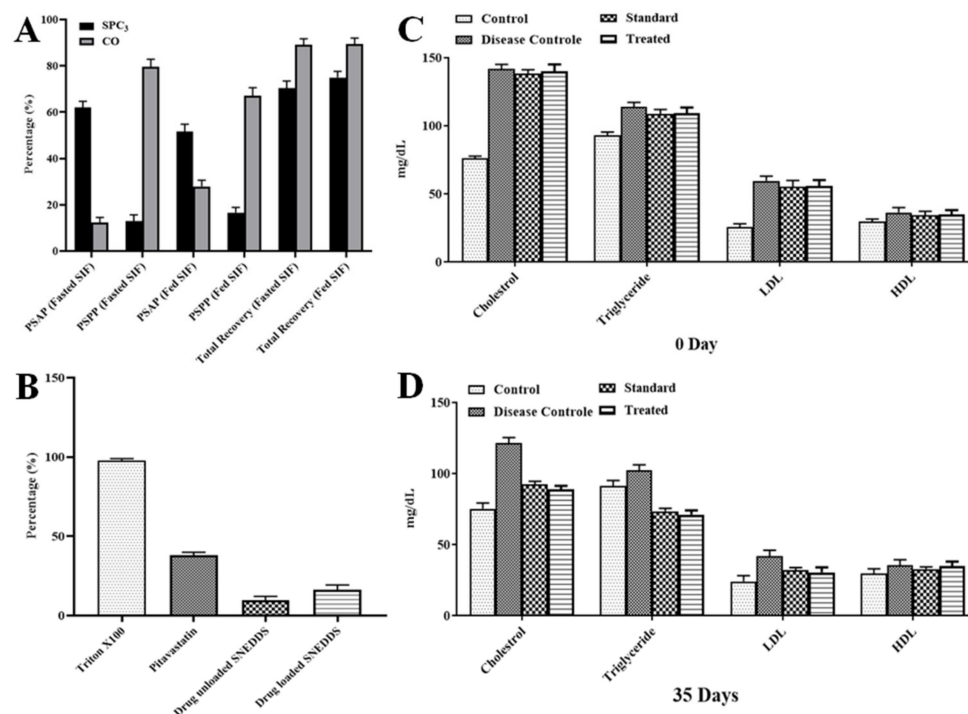 A
SPC3
CO
Percentage (%)
100
80
60
40
20
0
PSAP (Fasted SIF)
PSPP (Fasted SIF)
PSAP (Fed SIF)
PSPP (Fed SIF)
Total Recovery (Fasted SIF)
Total Recovery (Fed SIF)
B
Percentage (%)
150
100
50
0
Triton X100
Pitavastatin
Drug unloaded SNEDDS
Drug loaded SNEDDS
C
Control
Standard
Disease Controle
Treated
mg/dL
150
100
50
0
Cholestrol
Triglyceride
LDL
HDL
0 Day
D
Control
Standard
Disease Controle
Treated
mg/dL
150
100
50
0
Cholestrol
Triglyceride
LDL
HDL
35 Days